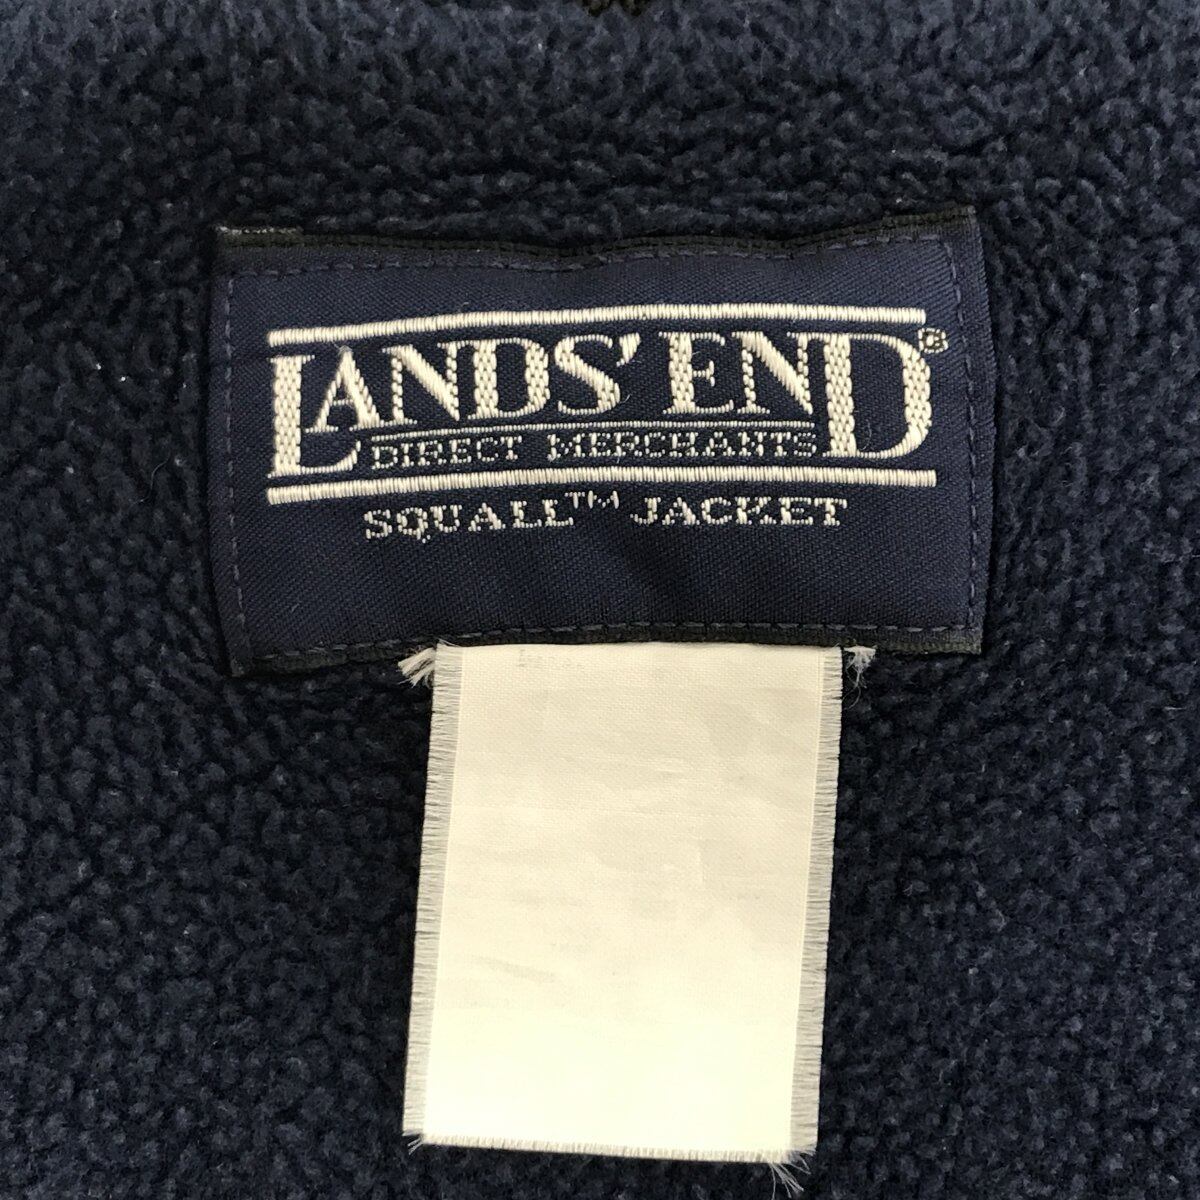 LANDS' END®
DIRECT MERCHANTS
SQUALL™ JACKET